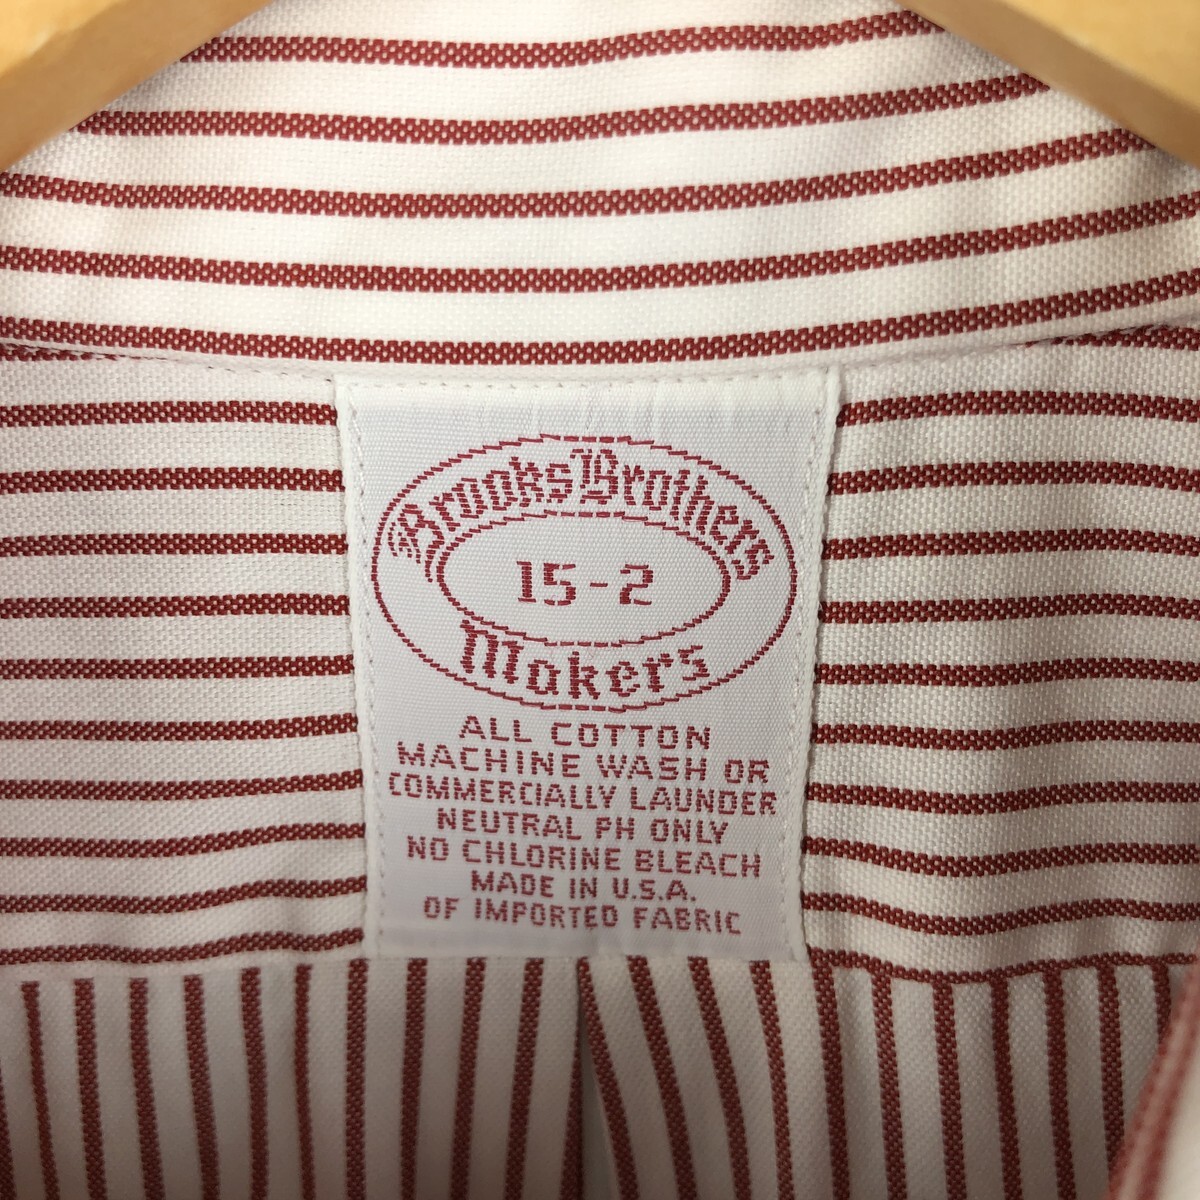 Brooks Brothers
15-2
Makers
ALL COTTON
MACHINE WASH OR
COMMERCIALLY LAUNDER
NEUTRAL PH ONLY
NO CHLORINE BLEACH
MADE IN U.S.A.
OF IMPORTED FABRIC